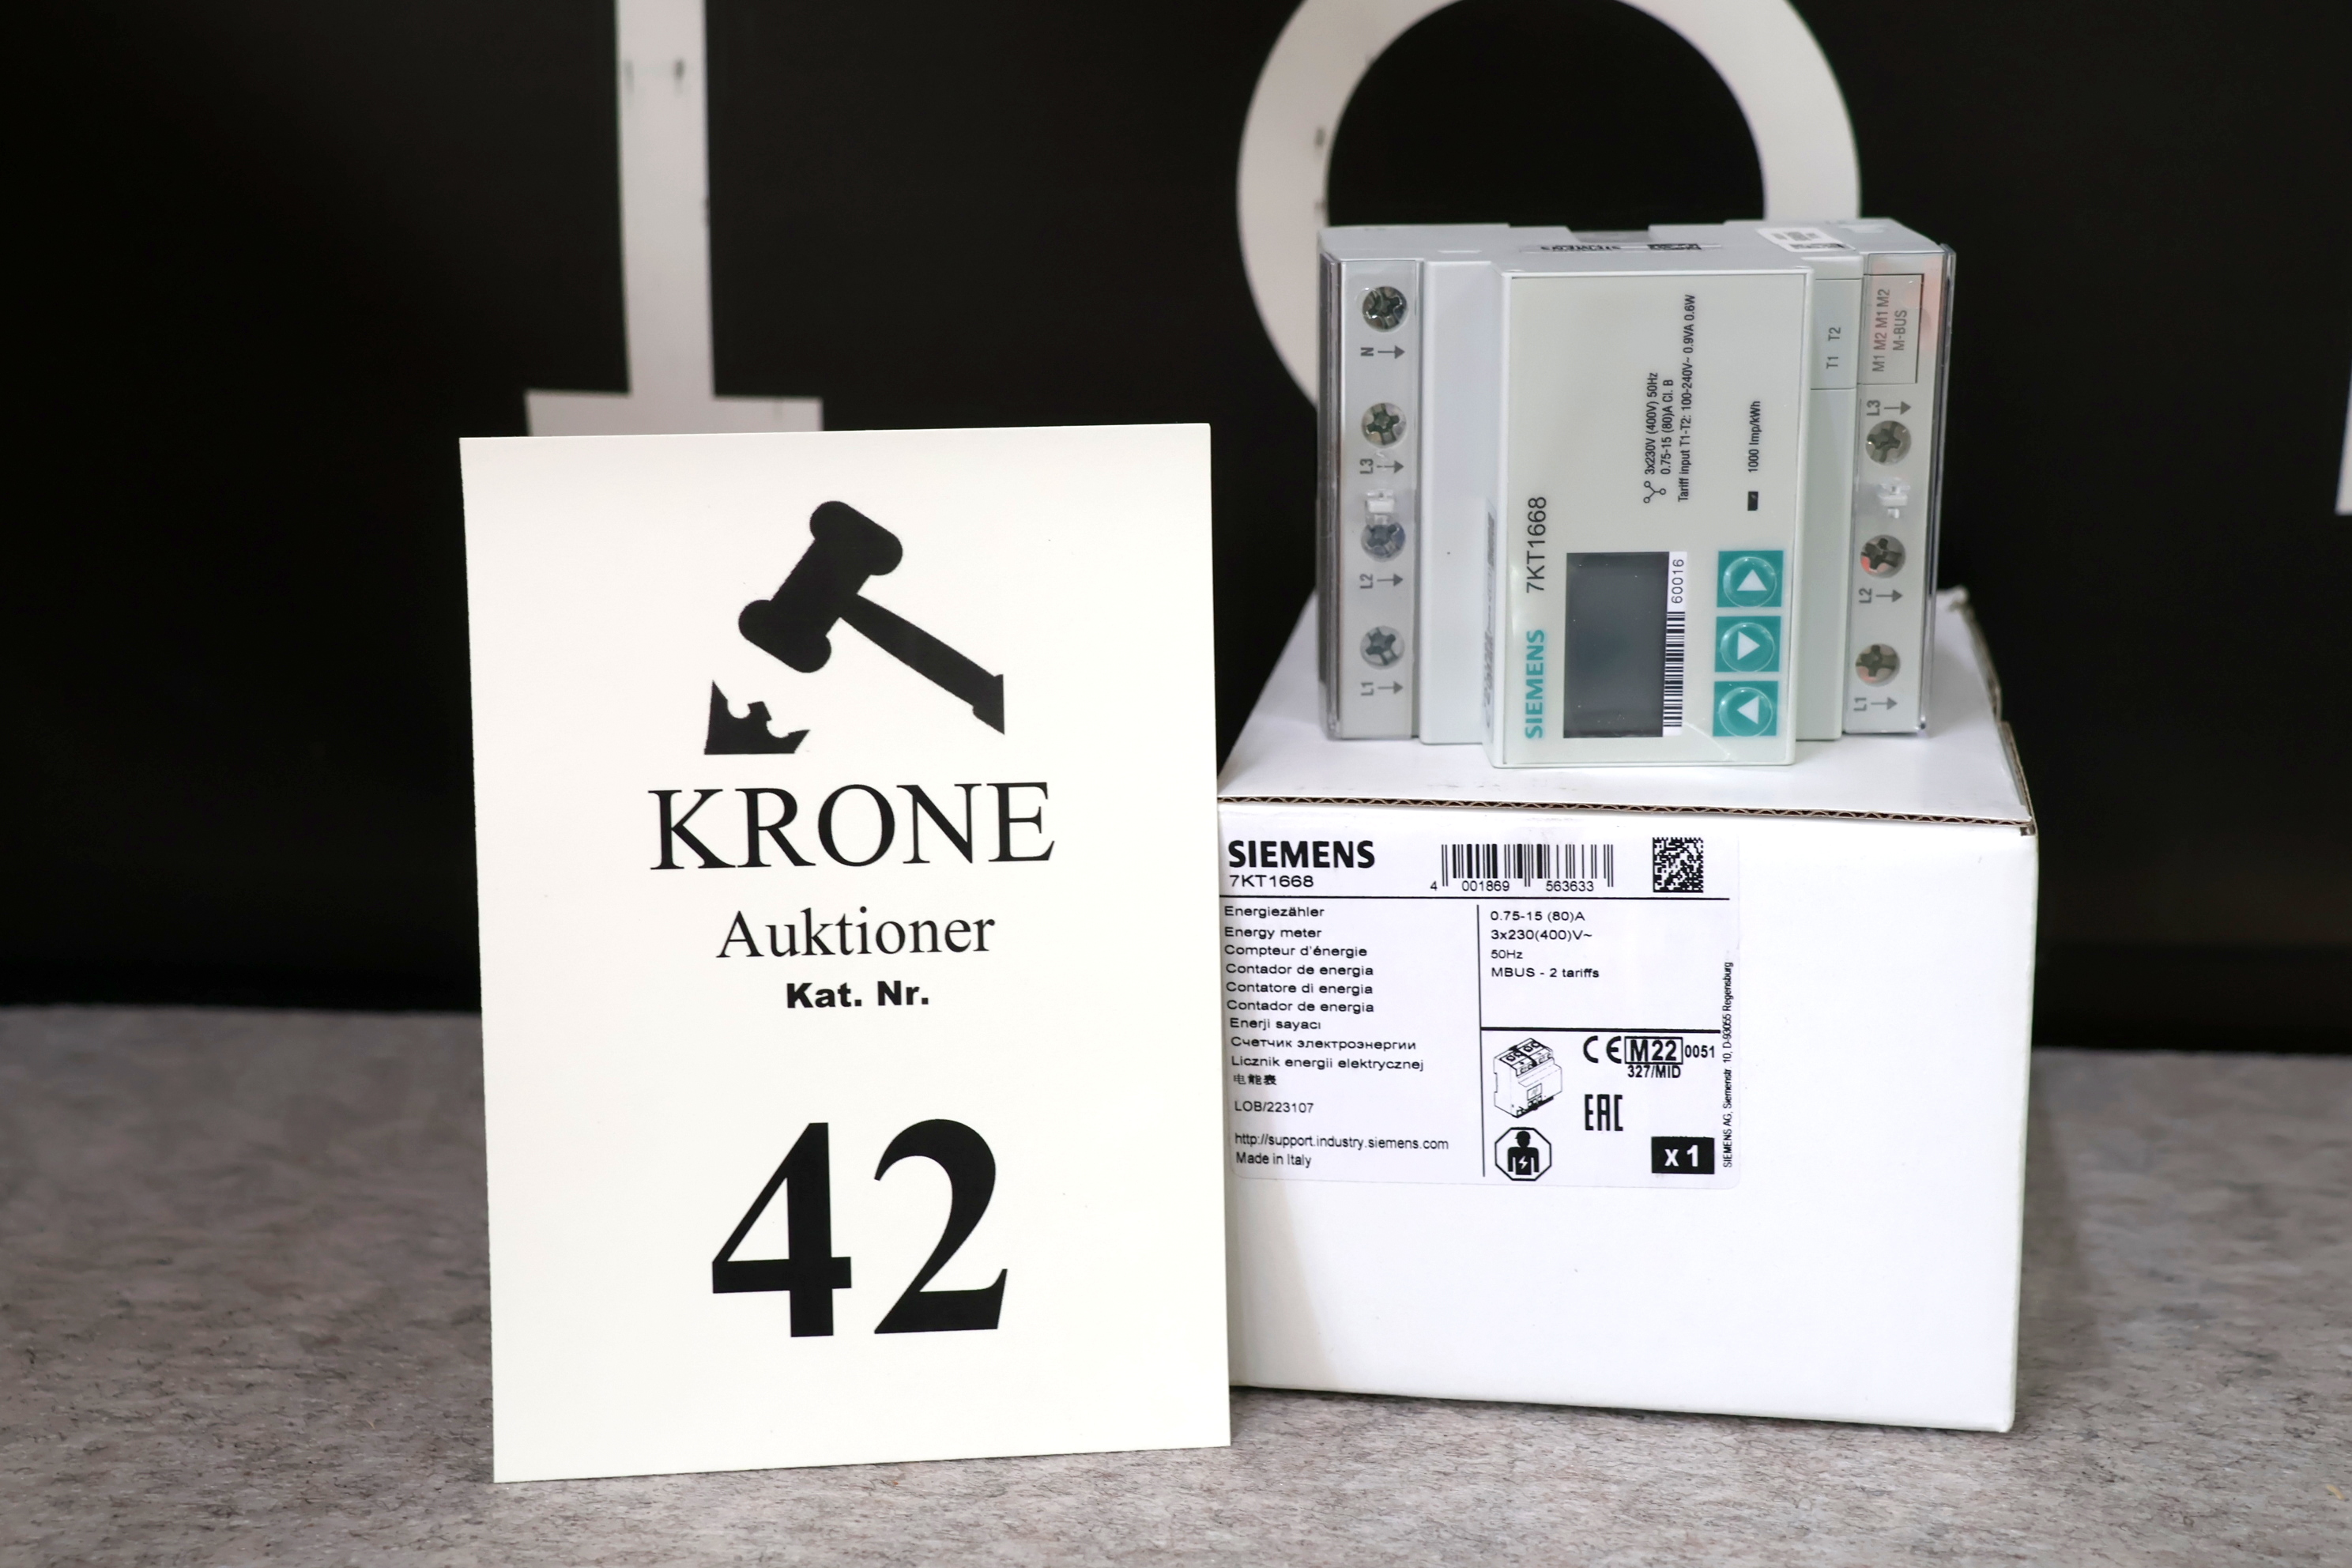 KRONE
Auktioner
Kat. Nr.
42
SIEMENS 7KT1668
3x230V (400V) 50Hz
0.75-15 (80)A Cl. B
Tariff input T1-T2: 100-240V~ 0.9VA 0.6W
1000 Imp/kWh
60016
N
L3
L2
L1
T1 T2
M1 M2 M1 M2
M-BUS
L3
L2
L1
SIEMENS
7KT1668
4 001869 563633
Energiezähler
Energy meter
Compteur d'énergie
Contador de energia
Contatore di energia
Contador de energia
Enerji sayacı
Счетчик электроэнергии
Licznik energii elektrycznej
电能表
LOB/223107
http://support.industry.siemens.com
Made in Italy
0.75-15 (80)A
3x230(400)V~
50Hz
MBUS - 2 tariffs
CE M22 0051
327/MID
EAC
x 1
SIEMENS AG, Siemensstr. 10, D-93055 Regensburg